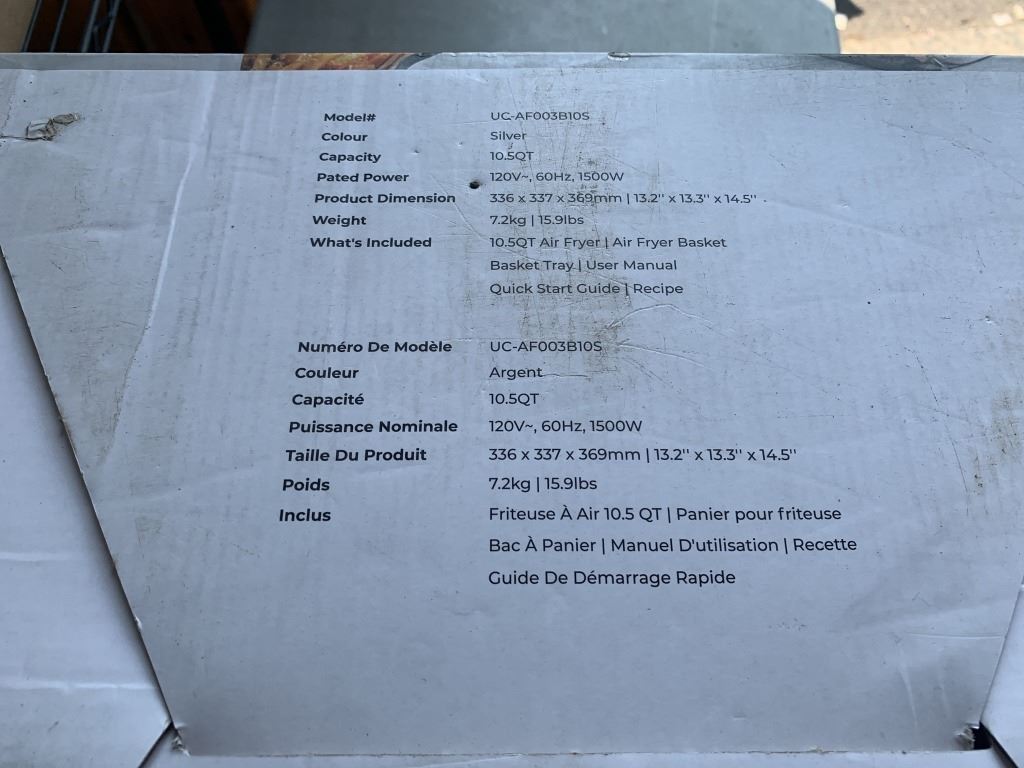 Model# UC-AF003B10S
Colour Silver
Capacity 10.5QT
Pated Power 120V~, 60Hz, 1500W
Product Dimension 336 x 337 x 369mm | 13.2'' x 13.3'' x 14.5''
Weight 7.2kg | 15.9lbs
What's Included 10.5QT Air Fryer | Air Fryer Basket
Basket Tray | User Manual
Quick Start Guide | Recipe
Numéro De Modèle UC-AF003B10S
Couleur Argent
Capacité 10.5QT
Puissance Nominale 120V~, 60Hz, 1500W
Taille Du Produit 336 x 337 x 369mm | 13.2'' x 13.3'' x 14.5''
Poids 7.2kg | 15.9lbs
Inclus Friteuse À Air 10.5 QT | Panier pour friteuse
Bac À Panier | Manuel D'utilisation | Recette
Guide De Démarrage Rapide